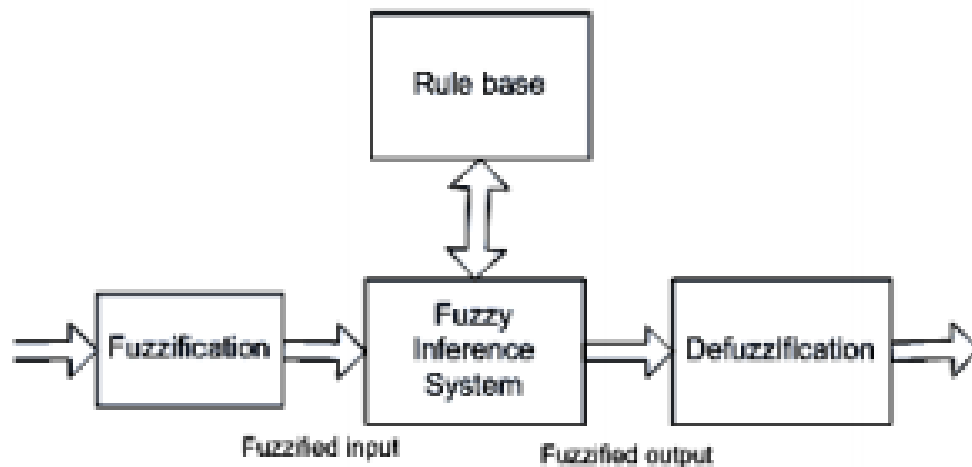 Rule base
Fuzzification
Fuzzy
Inference
System
Defuzzification
Fuzzified input
Fuzzified output